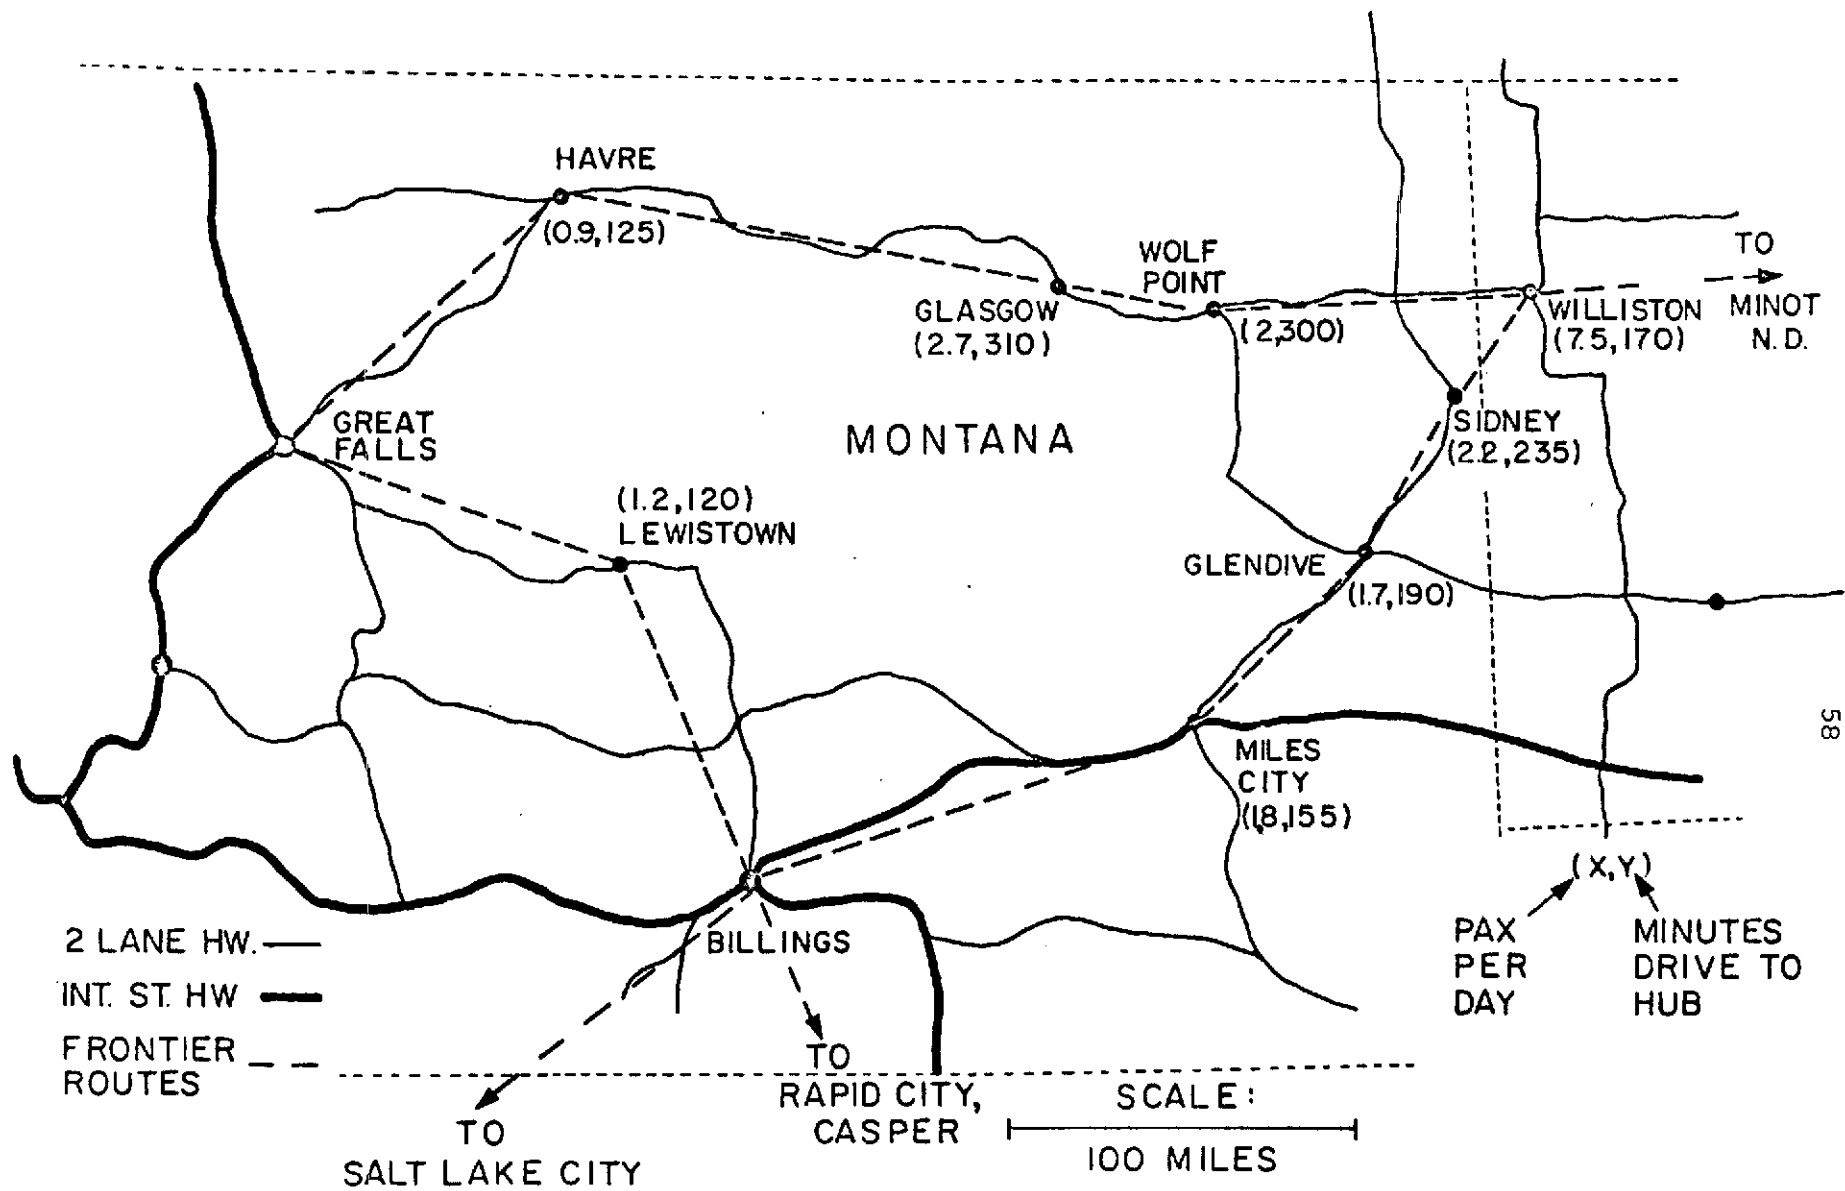 HAVRE
(0.9,125)
WOLF
POINT
TO
MINOT
N.D.
GLASGOW
(2.7,310)
(2,300)
WILLISTON
(7.5,170)
GREAT
FALLS
MONTANA
SIDNEY
(2.2,235)
(1.2,120)
LEWISTOWN
GLENDIVE
(1.7,190)
58
MILES
CITY
(1.8,155)
(X,Y)
PAX
PER
DAY
MINUTES
DRIVE TO
HUB
2 LANE HW.
INT. ST. HW
FRONTIER
ROUTES
BILLINGS
TO
RAPID CITY,
CASPER
TO
SALT LAKE CITY
SCALE:
100 MILES